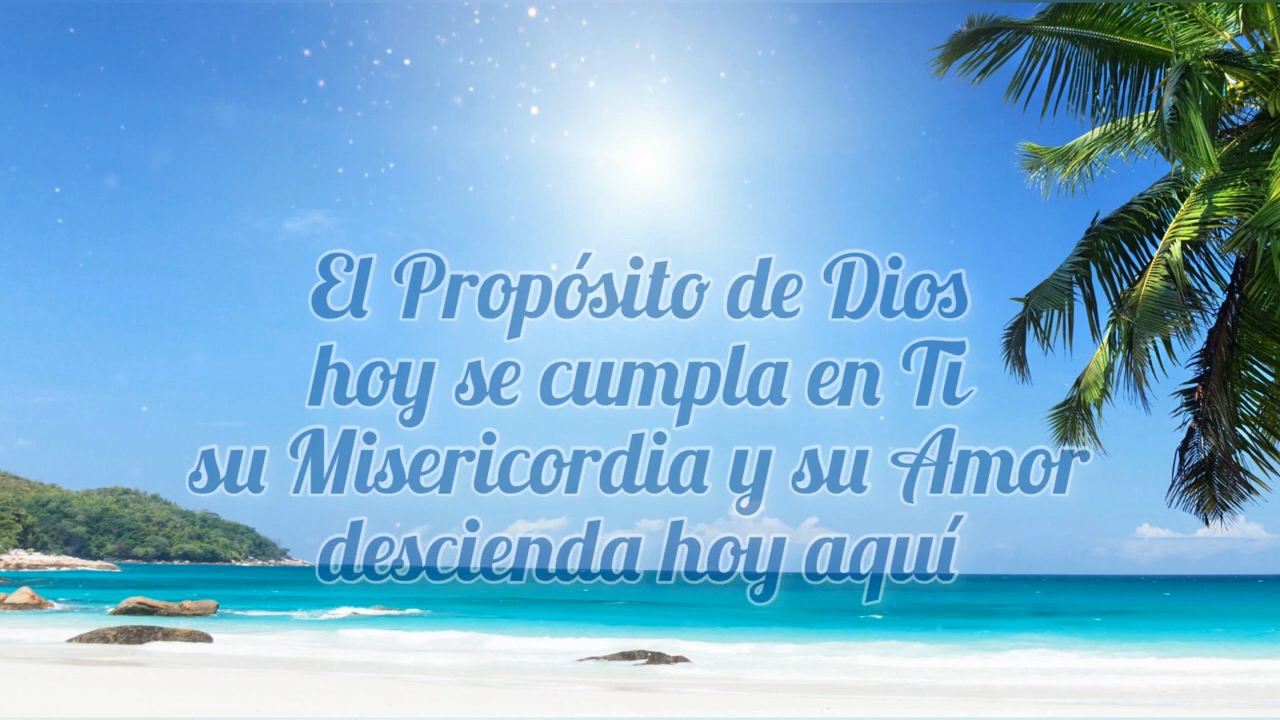 El Propósito de Dios
hoy se cumpla en Ti
su Misericordia y su Amor
descienda hoy aquí